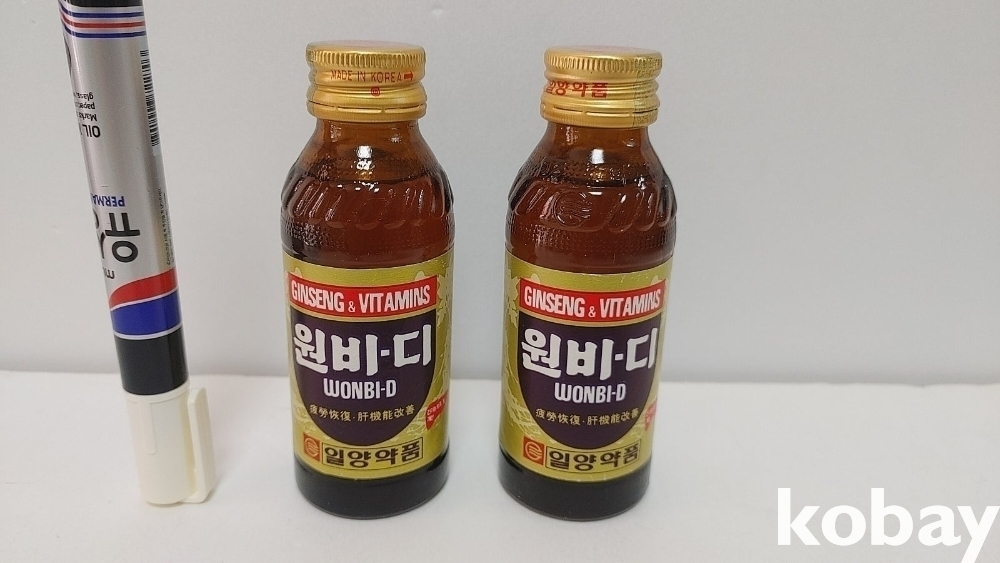 MADE IN KOREA
GINSENG & VITAMINS
원비-디
WONBI-D
疲勞恢復·肝機能改善
일양약품
일양약품
GINSENG & VITAMINS
원비-디
WONBI-D
疲勞恢復·肝機能改善
일양약품
OIL
PERMA
kobay